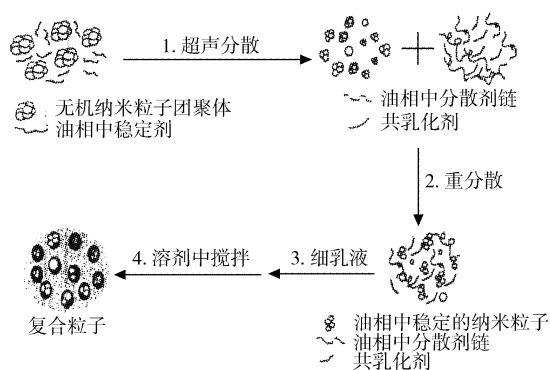 1. 超声分散
无机纳米粒子团聚体
油相中稳定剂
油相中分散剂链
共乳化剂
2. 重分散
3. 细乳液
4. 溶剂中搅拌
复合粒子
油相中稳定的纳米粒子
油相中分散剂链
共乳化剂